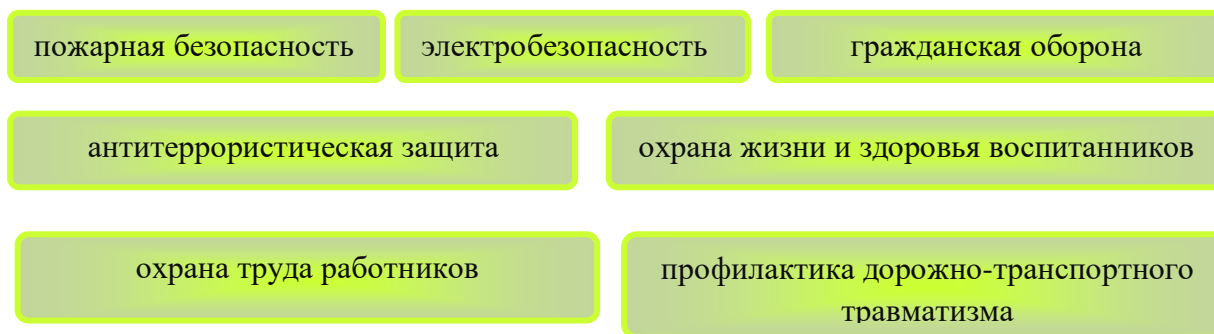 пожарная безопасность
электробезопасность
гражданская оборона
антитеррористическая защита
охрана жизни и здоровья воспитанников
охрана труда работников
профилактика дорожно-транспортного
травматизма